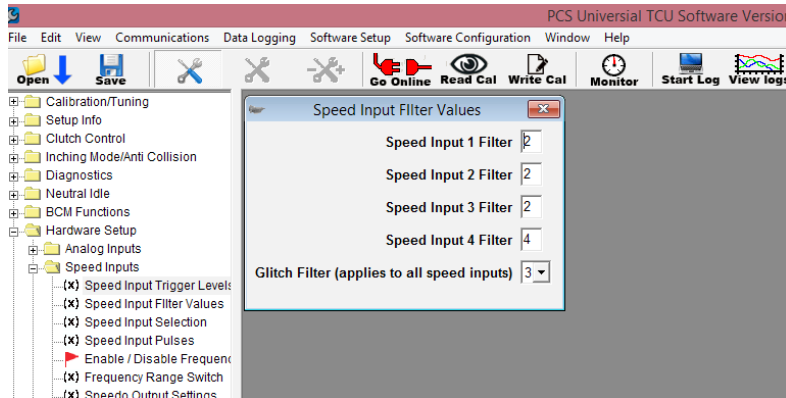 PCS Universial TCU Software Version
File Edit View Communications Data Logging Software Setup Software Configuration Window Help
Open Save Go Online Read Cal Write Cal Monitor Start Log View logs
Calibration/Tuning
Setup Info
Clutch Control
Inching Mode/Anti Collision
Diagnostics
Neutral Idle
BCM Functions
Hardware Setup
Analog Inputs
Speed Inputs
(x) Speed Input Trigger Levels
(x) Speed Input FIlter Values
(x) Speed Input Selection
(x) Speed Input Pulses
Enable / Disable Frequenc
(x) Frequency Range Switch
(x) Speedo Output Settings
Speed Input FIlter Values
Speed Input 1 Filter 2
Speed Input 2 Filter 2
Speed Input 3 Filter 2
Speed Input 4 Filter 4
Glitch Filter (applies to all speed inputs) 3